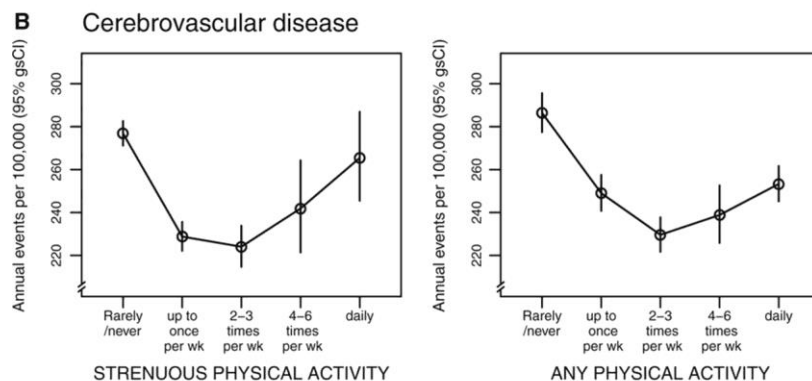 B Cerebrovascular disease
Annual events per 100,000 (95% gsCI)
300
280
260
240
220
Rarely
/never
up to
once
per wk
2–3
times
per wk
4–6
times
per wk
daily
STRENUOUS PHYSICAL ACTIVITY
Annual events per 100,000 (95% gsCI)
300
280
260
240
220
Rarely
/never
up to
once
per wk
2–3
times
per wk
4–6
times
per wk
daily
ANY PHYSICAL ACTIVITY